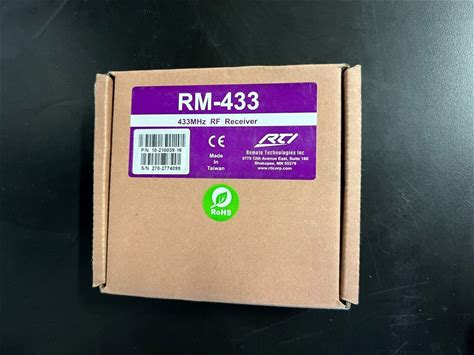 RM-433
433MHz RF Receiver
P/N 10-210039-16
S/N 270-2774099
CE
Made In
Taiwan
RTI
Remote Technologies Inc
5775 12th Avenue East, Suite 180
Shakopee, MN 55379
www.rticorp.com
RoHS